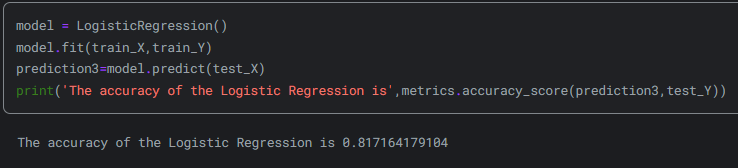 model = LogisticRegression()
model.fit(train_X,train_Y)
prediction3=model.predict(test_X)
print('The accuracy of the Logistic Regression is',metrics.accuracy_score(prediction3,test_Y))
The accuracy of the Logistic Regression is 0.817164179104